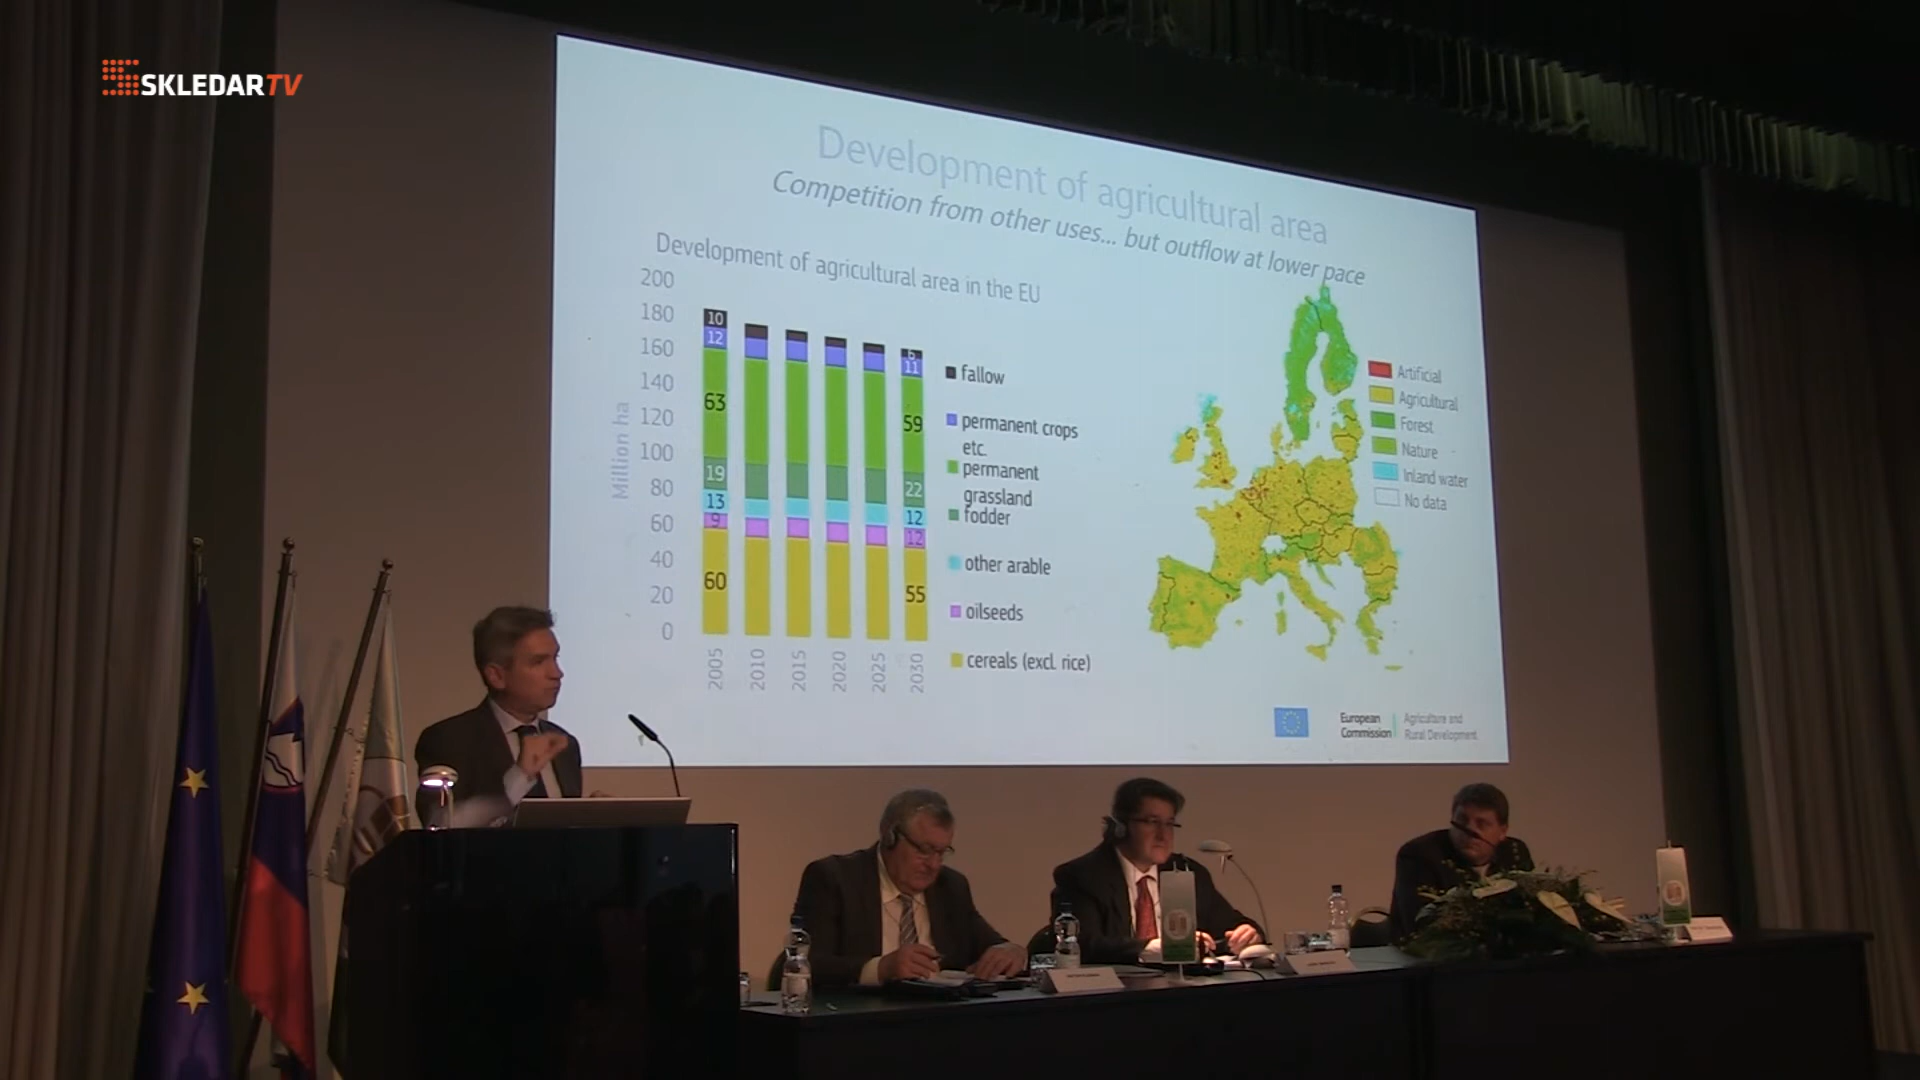 SKLEDARTV
Development of agricultural area
Competition from other uses... but outflow at lower pace
Development of agricultural area in the EU
Million ha
200
180
160
140
120
100
80
60
40
20
0
10
12
63
19
13
9
60
6
11
59
22
12
12
55
2005
2010
2015
2020
2025
2030
fallow
permanent crops
etc.
permanent
grassland
fodder
other arable
oilseeds
cereals (excl. rice)
Artificial
Agricultural
Forest
Nature
Inland water
No data
European
Commission
Agriculture and
Rural Development